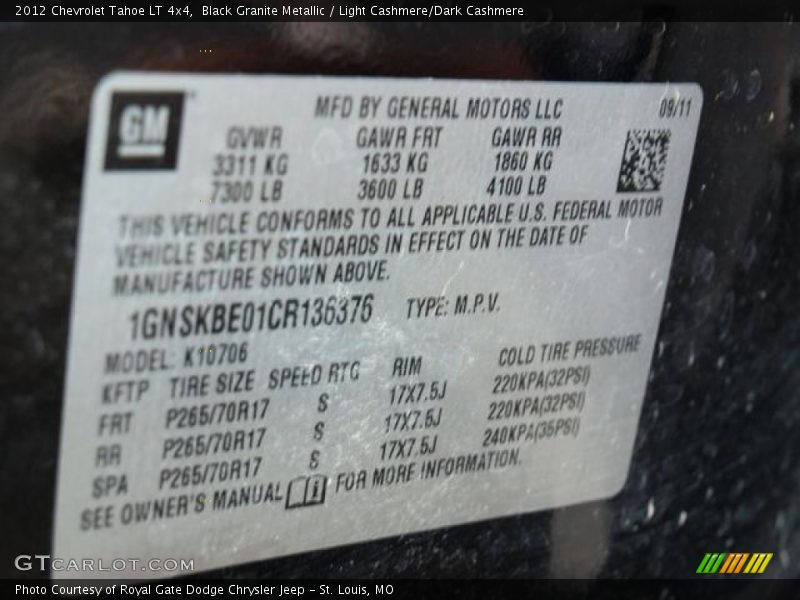 2012 Chevrolet Tahoe LT 4x4,  Black Granite Metallic / Light Cashmere/Dark Cashmere
GM
MFD BY GENERAL MOTORS LLC 09/11
GVWR GAWR FRT GAWR RR
3311 KG 1633 KG 1860 KG
7300 LB 3600 LB 4100 LB
THIS VEHICLE CONFORMS TO ALL APPLICABLE U.S. FEDERAL MOTOR
VEHICLE SAFETY STANDARDS IN EFFECT ON THE DATE OF
MANUFACTURE SHOWN ABOVE.
1GNSKBE01CR136376 TYPE: M.P.V.
MODEL: K10706
KFTP TIRE SIZE SPEED RTG RIM COLD TIRE PRESSURE
FRT P265/70R17 S 17X7.5J 220KPA(32PSI)
RR P265/70R17 S 17X7.5J 220KPA(32PSI)
SPA P265/70R17 S 17X7.5J 240KPA(35PSI)
SEE OWNER'S MANUAL FOR MORE INFORMATION.
GTCARLOT.COM
Photo Courtesy of Royal Gate Dodge Chrysler Jeep - St. Louis, MO